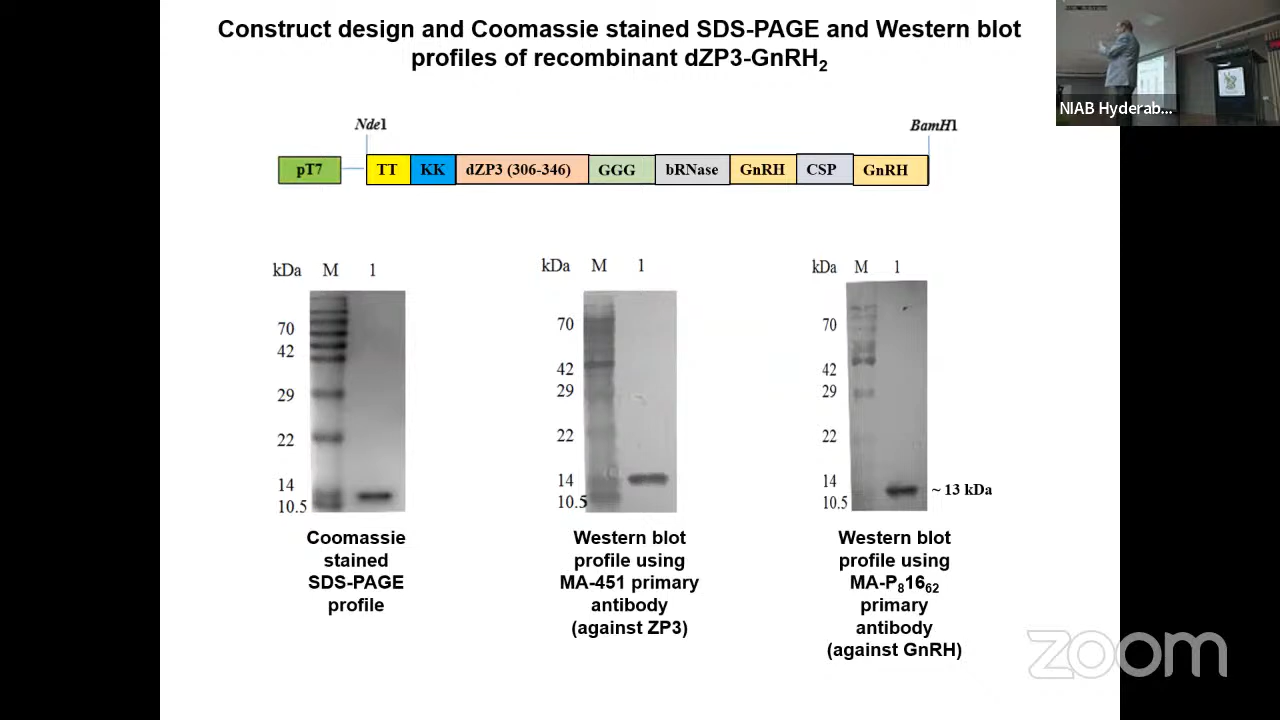 Construct design and Coomassie stained SDS-PAGE and Western blot
profiles of recombinant dZP3-GnRH₂
NIAB Hyderab...
Nde1
BamH1
pT7 TT KK dZP3 (306-346) GGG bRNase GnRH CSP GnRH
kDa M 1
70
42
29
22
14
10.5
Coomassie
stained
SDS-PAGE
profile
kDa M 1
70
42
29
22
14
10.5
Western blot
profile using
MA-451 primary
antibody
(against ZP3)
kDa M 1
70
42
29
22
14
10.5
~ 13 kDa
Western blot
profile using
MA-P₈16₆₂
primary
antibody
(against GnRH)
zoom